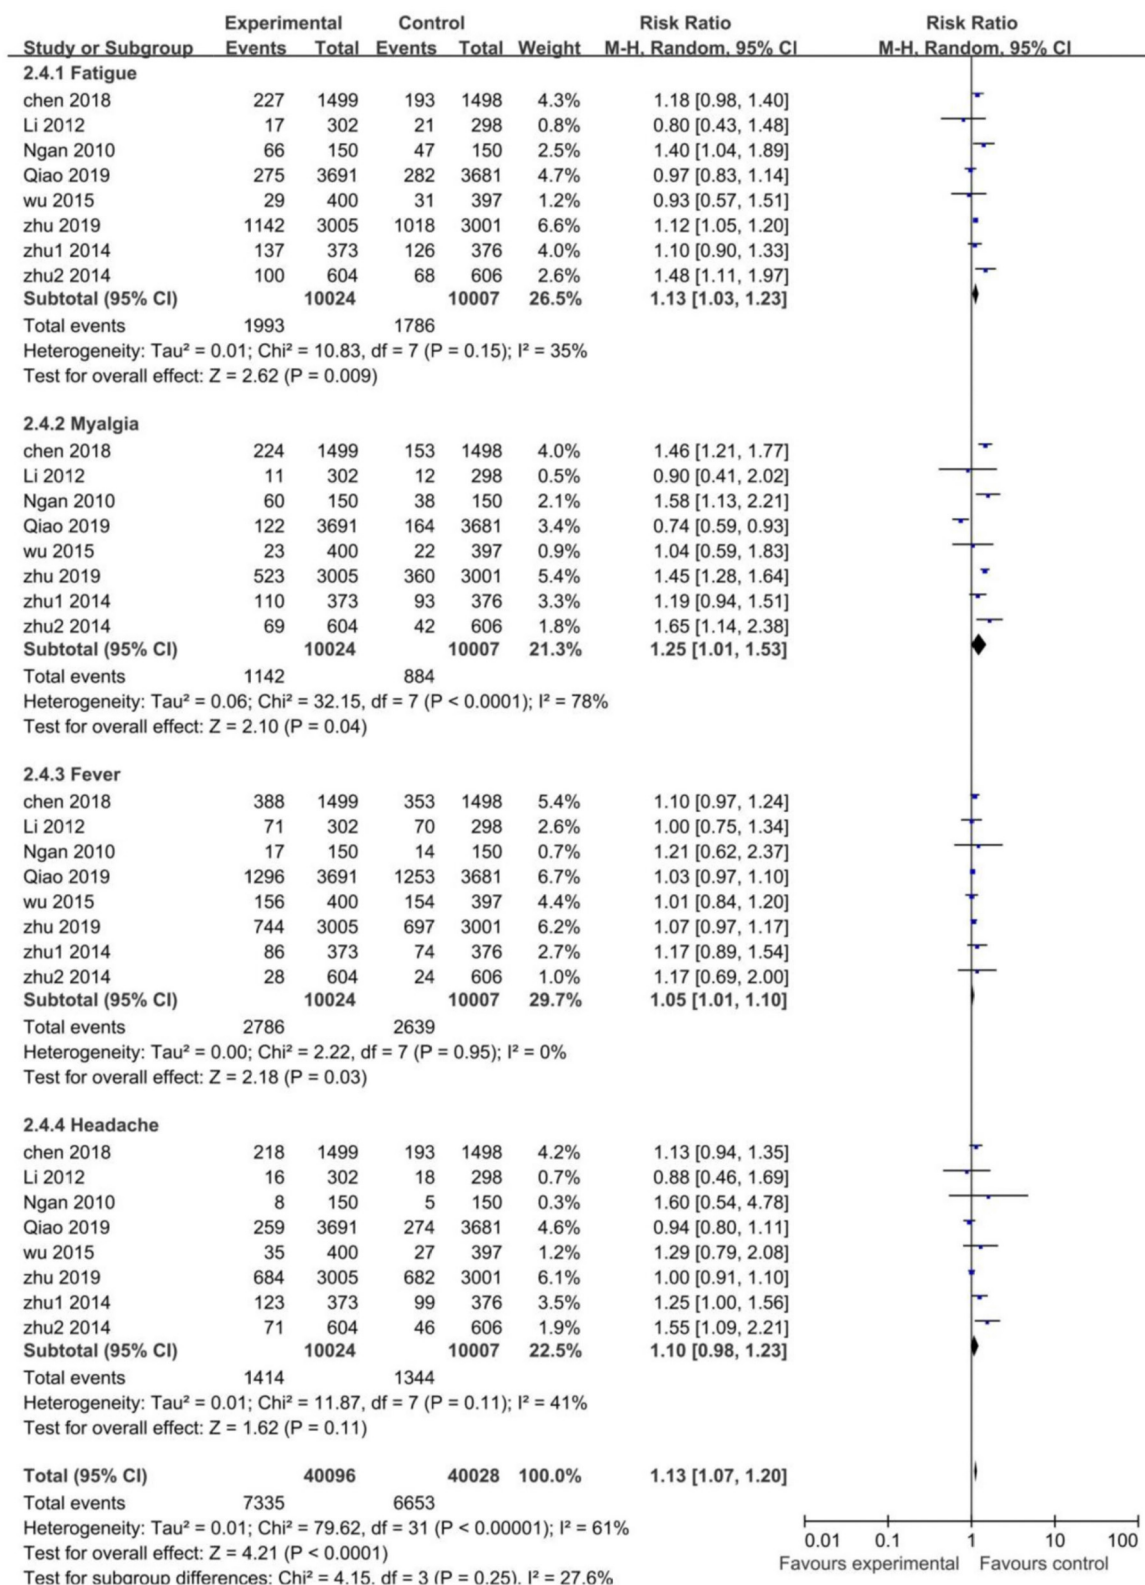 Experimental Control Risk Ratio Risk Ratio
Study or Subgroup Events Total Events Total Weight M-H, Random, 95% CI M-H, Random, 95% CI
2.4.1 Fatigue
chen 2018 227 1499 193 1498 4.3% 1.18 [0.98, 1.40]
Li 2012 17 302 21 298 0.8% 0.80 [0.43, 1.48]
Ngan 2010 66 150 47 150 2.5% 1.40 [1.04, 1.89]
Qiao 2019 275 3691 282 3681 4.7% 0.97 [0.83, 1.14]
wu 2015 29 400 31 397 1.2% 0.93 [0.57, 1.51]
zhu 2019 1142 3005 1018 3001 6.6% 1.12 [1.05, 1.20]
zhu1 2014 137 373 126 376 4.0% 1.10 [0.90, 1.33]
zhu2 2014 100 604 68 606 2.6% 1.48 [1.11, 1.97]
Subtotal (95% CI) 10024 10007 26.5% 1.13 [1.03, 1.23]
Total events 1993 1786
Heterogeneity: Tau² = 0.01; Chi² = 10.83, df = 7 (P = 0.15); I² = 35%
Test for overall effect: Z = 2.62 (P = 0.009)
2.4.2 Myalgia
chen 2018 224 1499 153 1498 4.0% 1.46 [1.21, 1.77]
Li 2012 11 302 12 298 0.5% 0.90 [0.41, 2.02]
Ngan 2010 60 150 38 150 2.1% 1.58 [1.13, 2.21]
Qiao 2019 122 3691 164 3681 3.4% 0.74 [0.59, 0.93]
wu 2015 23 400 22 397 0.9% 1.04 [0.59, 1.83]
zhu 2019 523 3005 360 3001 5.4% 1.45 [1.28, 1.64]
zhu1 2014 110 373 93 376 3.3% 1.19 [0.94, 1.51]
zhu2 2014 69 604 42 606 1.8% 1.65 [1.14, 2.38]
Subtotal (95% CI) 10024 10007 21.3% 1.25 [1.01, 1.53]
Total events 1142 884
Heterogeneity: Tau² = 0.06; Chi² = 32.15, df = 7 (P < 0.0001); I² = 78%
Test for overall effect: Z = 2.10 (P = 0.04)
2.4.3 Fever
chen 2018 388 1499 353 1498 5.4% 1.10 [0.97, 1.24]
Li 2012 71 302 70 298 2.6% 1.00 [0.75, 1.34]
Ngan 2010 17 150 14 150 0.7% 1.21 [0.62, 2.37]
Qiao 2019 1296 3691 1253 3681 6.7% 1.03 [0.97, 1.10]
wu 2015 156 400 154 397 4.4% 1.01 [0.84, 1.20]
zhu 2019 744 3005 697 3001 6.2% 1.07 [0.97, 1.17]
zhu1 2014 86 373 74 376 2.7% 1.17 [0.89, 1.54]
zhu2 2014 28 604 24 606 1.0% 1.17 [0.69, 2.00]
Subtotal (95% CI) 10024 10007 29.7% 1.05 [1.01, 1.10]
Total events 2786 2639
Heterogeneity: Tau² = 0.00; Chi² = 2.22, df = 7 (P = 0.95); I² = 0%
Test for overall effect: Z = 2.18 (P = 0.03)
2.4.4 Headache
chen 2018 218 1499 193 1498 4.2% 1.13 [0.94, 1.35]
Li 2012 16 302 18 298 0.7% 0.88 [0.46, 1.69]
Ngan 2010 8 150 5 150 0.3% 1.60 [0.54, 4.78]
Qiao 2019 259 3691 274 3681 4.6% 0.94 [0.80, 1.11]
wu 2015 35 400 27 397 1.2% 1.29 [0.79, 2.08]
zhu 2019 684 3005 682 3001 6.1% 1.00 [0.91, 1.10]
zhu1 2014 123 373 99 376 3.5% 1.25 [1.00, 1.56]
zhu2 2014 71 604 46 606 1.9% 1.55 [1.09, 2.21]
Subtotal (95% CI) 10024 10007 22.5% 1.10 [0.98, 1.23]
Total events 1414 1344
Heterogeneity: Tau² = 0.01; Chi² = 11.87, df = 7 (P = 0.11); I² = 41%
Test for overall effect: Z = 1.62 (P = 0.11)
Total (95% CI) 40096 40028 100.0% 1.13 [1.07, 1.20]
Total events 7335 6653
Heterogeneity: Tau² = 0.01; Chi² = 79.62, df = 31 (P < 0.00001); I² = 61%
Test for overall effect: Z = 4.21 (P < 0.0001)
Test for subgroup differences: Chi² = 4.15, df = 3 (P = 0.25), I² = 27.6%
0.01 0.1 1 10 100
Favours experimental Favours control